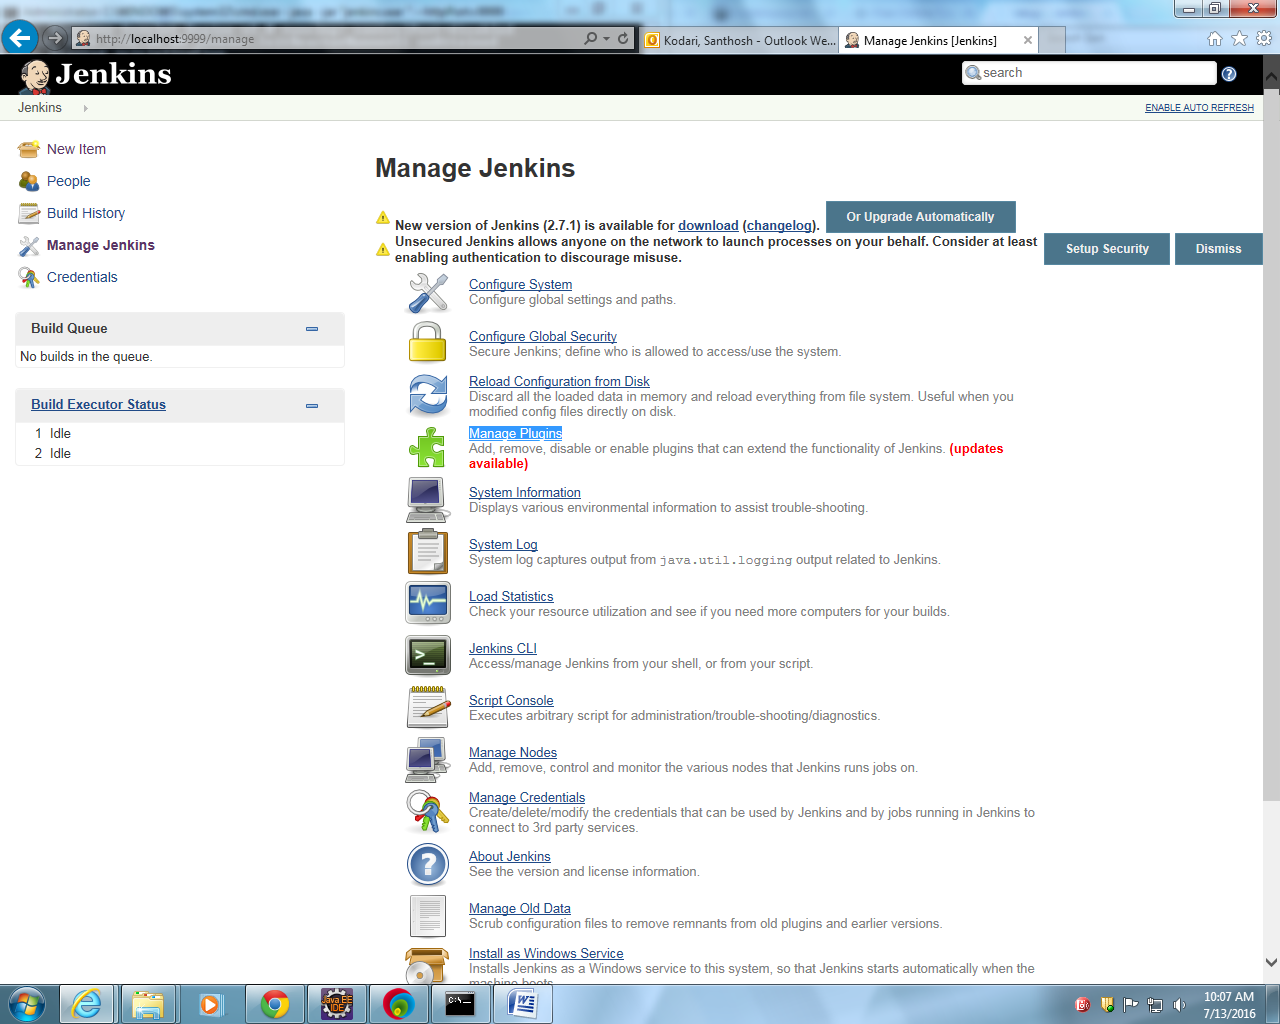 http://localhost:9999/manage
Kodari, Santhosh - Outlook We...
Manage Jenkins [Jenkins]
Jenkins
search
Jenkins
ENABLE AUTO REFRESH
New Item
People
Build History
Manage Jenkins
Credentials
Build Queue
No builds in the queue.
Build Executor Status
1 Idle
2 Idle
Manage Jenkins
New version of Jenkins (2.7.1) is available for download (changelog).
Or Upgrade Automatically
Unsecured Jenkins allows anyone on the network to launch processes on your behalf. Consider at least
enabling authentication to discourage misuse.
Setup Security
Dismiss
Configure System
Configure global settings and paths.
Configure Global Security
Secure Jenkins; define who is allowed to access/use the system.
Reload Configuration from Disk
Discard all the loaded data in memory and reload everything from file system. Useful when you
modified config files directly on disk.
Manage Plugins
Add, remove, disable or enable plugins that can extend the functionality of Jenkins. (updates
available)
System Information
Displays various environmental information to assist trouble-shooting.
System Log
System log captures output from java.util.logging output related to Jenkins.
Load Statistics
Check your resource utilization and see if you need more computers for your builds.
Jenkins CLI
Access/manage Jenkins from your shell, or from your script.
Script Console
Executes arbitrary script for administration/trouble-shooting/diagnostics.
Manage Nodes
Add, remove, control and monitor the various nodes that Jenkins runs jobs on.
Manage Credentials
Create/delete/modify the credentials that can be used by Jenkins and by jobs running in Jenkins to
connect to 3rd party services.
About Jenkins
See the version and license information.
Manage Old Data
Scrub configuration files to remove remnants from old plugins and earlier versions.
Install as Windows Service
Installs Jenkins as a Windows service to this system, so that Jenkins starts automatically when the
machine boots.
Java EE
IDE
C:\.
10:07 AM
7/13/2016